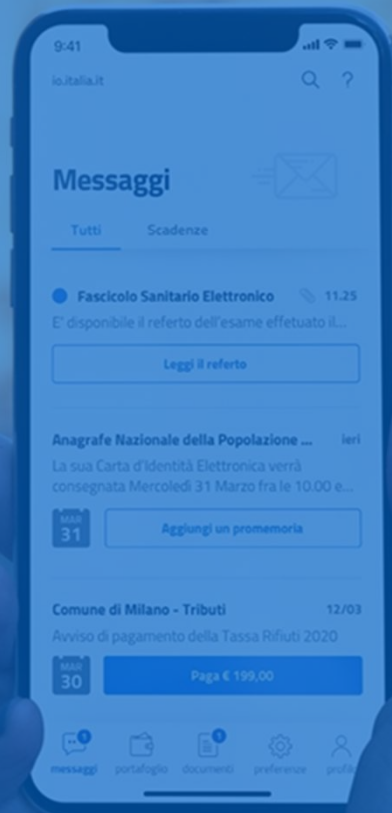 9:41
io.italia.it
?
Messaggi
Tutti Scadenze
Fascicolo Sanitario Elettronico 11.25
E' disponibile il referto dell'esame effetuato il...
Leggi il referto
Anagrafe Nazionale della Popolazione ... ieri
La sua Carta d'Identità Elettronica verrà
consegnata Mercoledì 31 Marzo fra le 10.00 e...
MAR
31
Aggiungi un promemoria
Comune di Milano - Tributi 12/03
Avviso di pagamento della Tassa Rifiuti 2020
MAR
30
Paga € 199,00
1 1
messaggi portafoglio documenti preferenze profilo